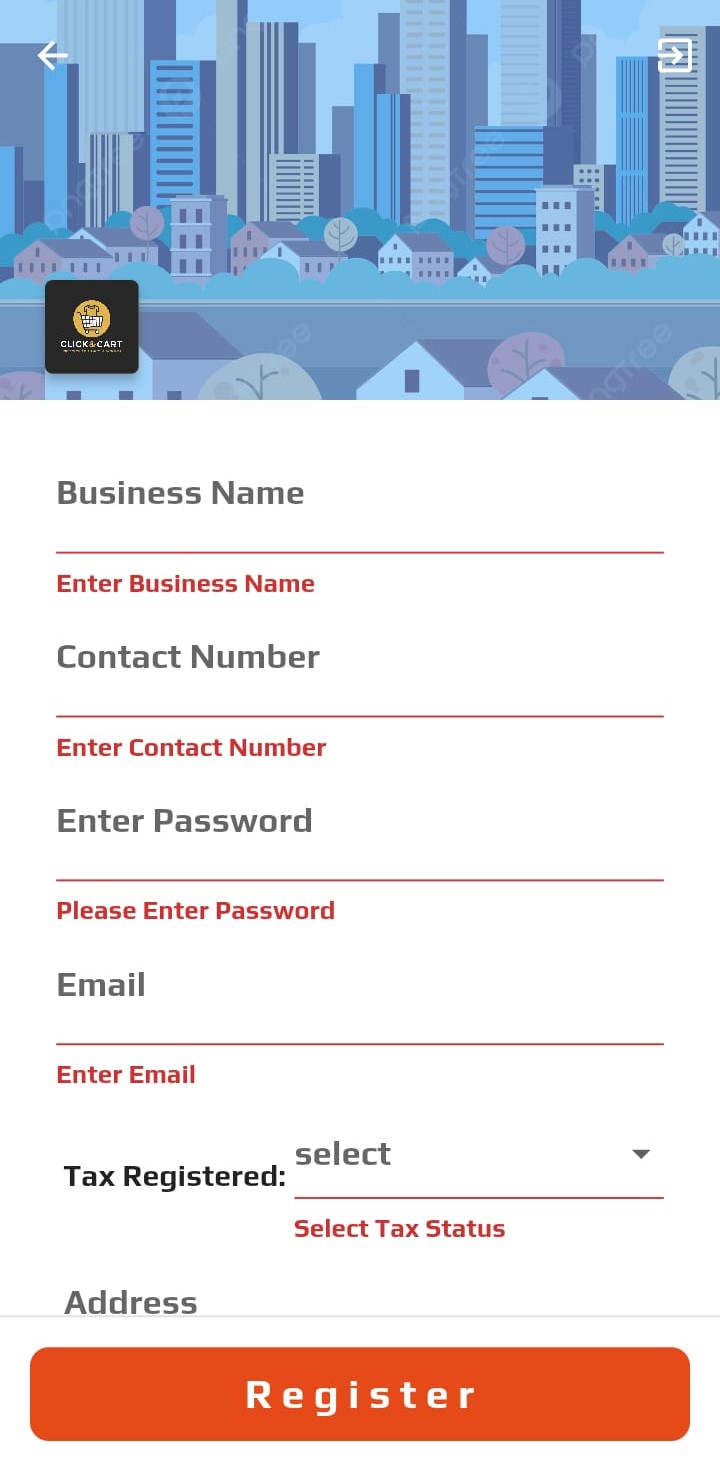 CLICK&CART
Business Name
Enter Business Name
Contact Number
Enter Contact Number
Enter Password
Please Enter Password
Email
Enter Email
select
Tax Registered:
Select Tax Status
Address
Register